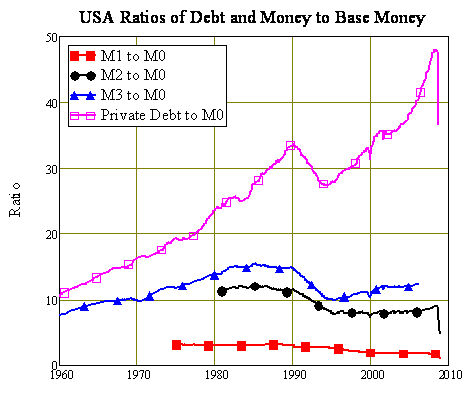 USA Ratios of Debt and Money to Base Money
50
M1 to M0
M2 to M0
M3 to M0
Private Debt to M0
40
30
20
10
0
Ratio
1960 1970 1980 1990 2000 2010